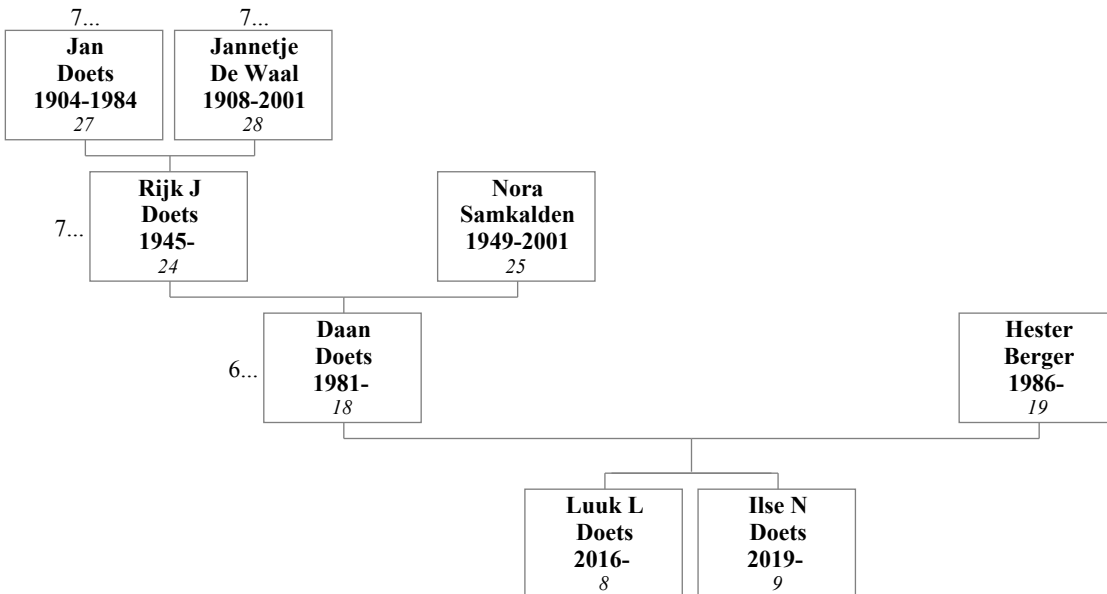 7...
7...
Jan
Doets
1904-1984
27
Jannetje
De Waal
1908-2001
28
7...
Rijk J
Doets
1945-
24
Nora
Samkalden
1949-2001
25
6...
Daan
Doets
1981-
18
Hester
Berger
1986-
19
Luuk L
Doets
2016-
8
Ilse N
Doets
2019-
9